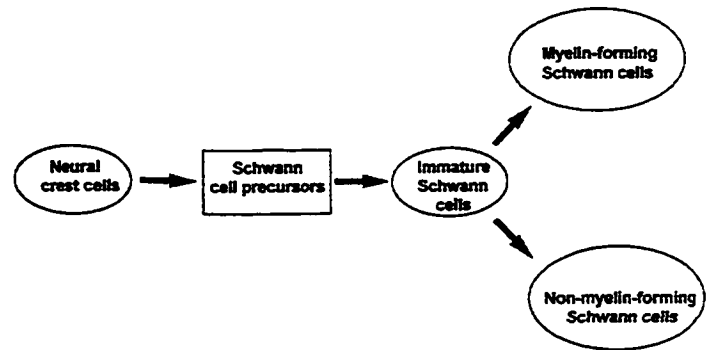 Neural
crest cells
Schwann
cell precursors
Immature
Schwann
cells
Myelin-forming
Schwann cells
Non-myelin-forming
Schwann cells